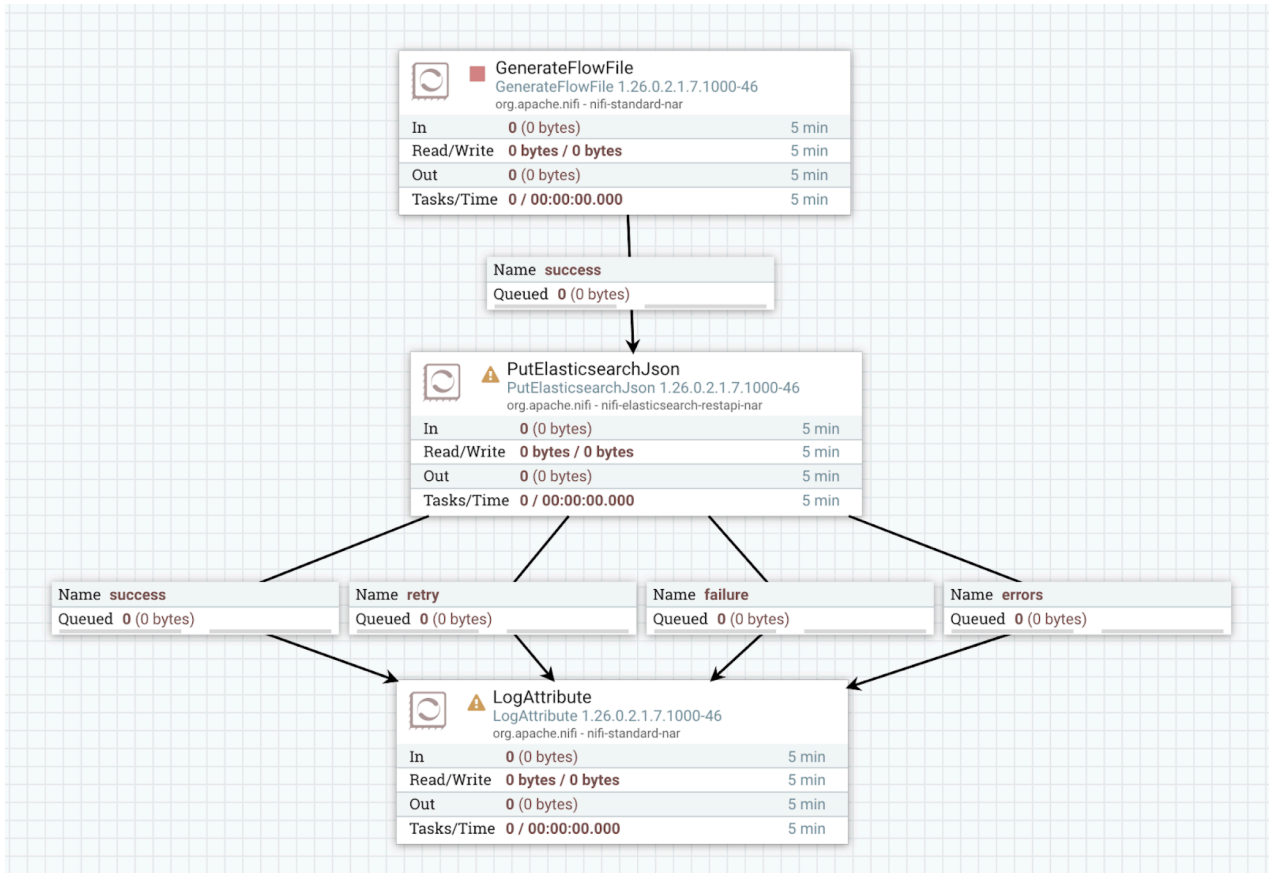 GenerateFlowFile
GenerateFlowFile 1.26.0.2.1.7.1000-46
org.apache.nifi - nifi-standard-nar
In 0 (0 bytes) 5 min
Read/Write 0 bytes / 0 bytes 5 min
Out 0 (0 bytes) 5 min
Tasks/Time 0 / 00:00:00.000 5 min
Name success
Queued 0 (0 bytes)
PutElasticsearchJson
PutElasticsearchJson 1.26.0.2.1.7.1000-46
org.apache.nifi - nifi-elasticsearch-restapi-nar
In 0 (0 bytes) 5 min
Read/Write 0 bytes / 0 bytes 5 min
Out 0 (0 bytes) 5 min
Tasks/Time 0 / 00:00:00.000 5 min
Name success
Queued 0 (0 bytes)
Name retry
Queued 0 (0 bytes)
Name failure
Queued 0 (0 bytes)
Name errors
Queued 0 (0 bytes)
LogAttribute
LogAttribute 1.26.0.2.1.7.1000-46
org.apache.nifi - nifi-standard-nar
In 0 (0 bytes) 5 min
Read/Write 0 bytes / 0 bytes 5 min
Out 0 (0 bytes) 5 min
Tasks/Time 0 / 00:00:00.000 5 min